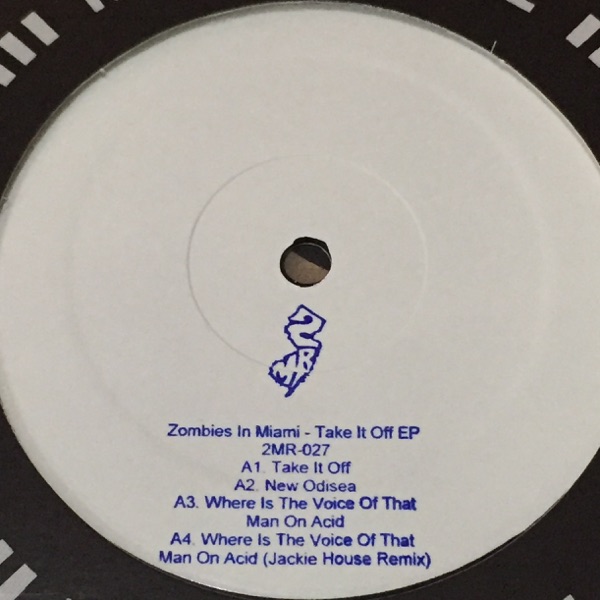 2
MR
Zombies In Miami - Take It Off EP
2MR-027
A1. Take It Off
A2. New Odisea
A3. Where Is The Voice Of That
Man On Acid
A4. Where Is The Voice Of That
Man On Acid (Jackie House Remix)